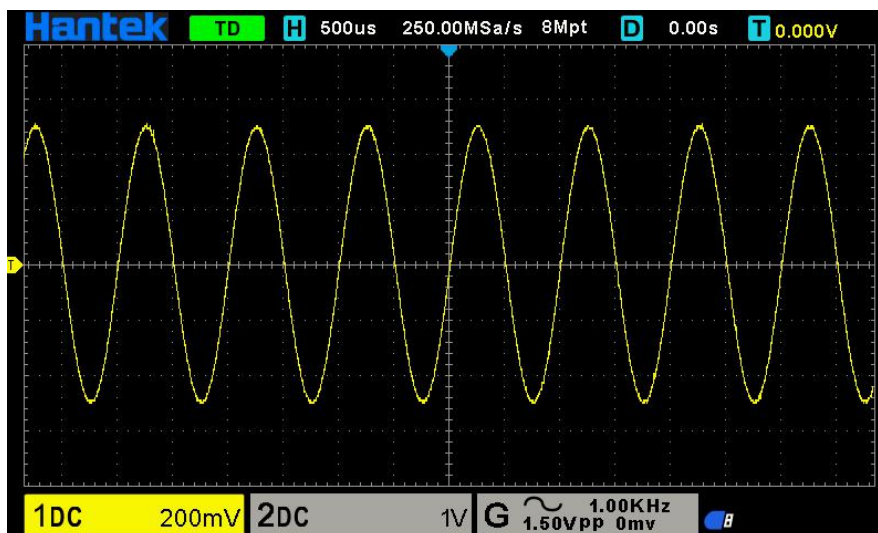 Hantek TD H 500us 250.00MSa/s 8Mpt D 0.00s T 0.000V
T
1DC 200mV 2DC 1V G 1.00KHz
1.50Vpp 0mv